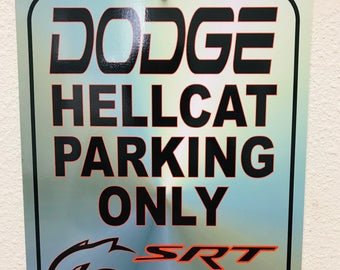 DODGE
HELLCAT
PARKING
ONLY
SRT